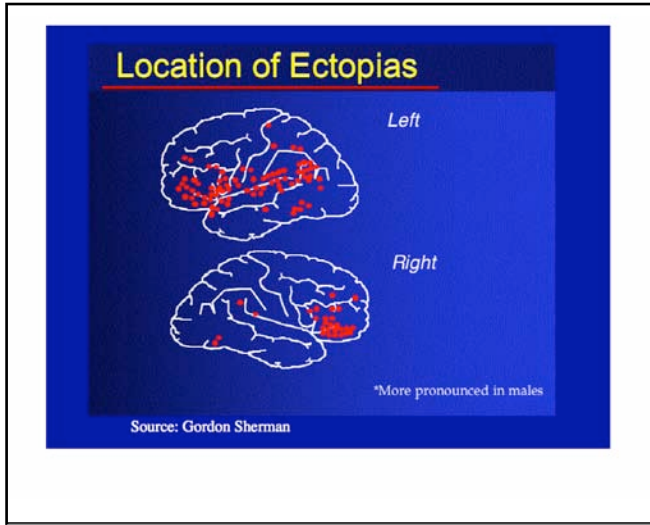 Location of Ectopias
Left
Right
*More pronounced in males
Source: Gordon Sherman